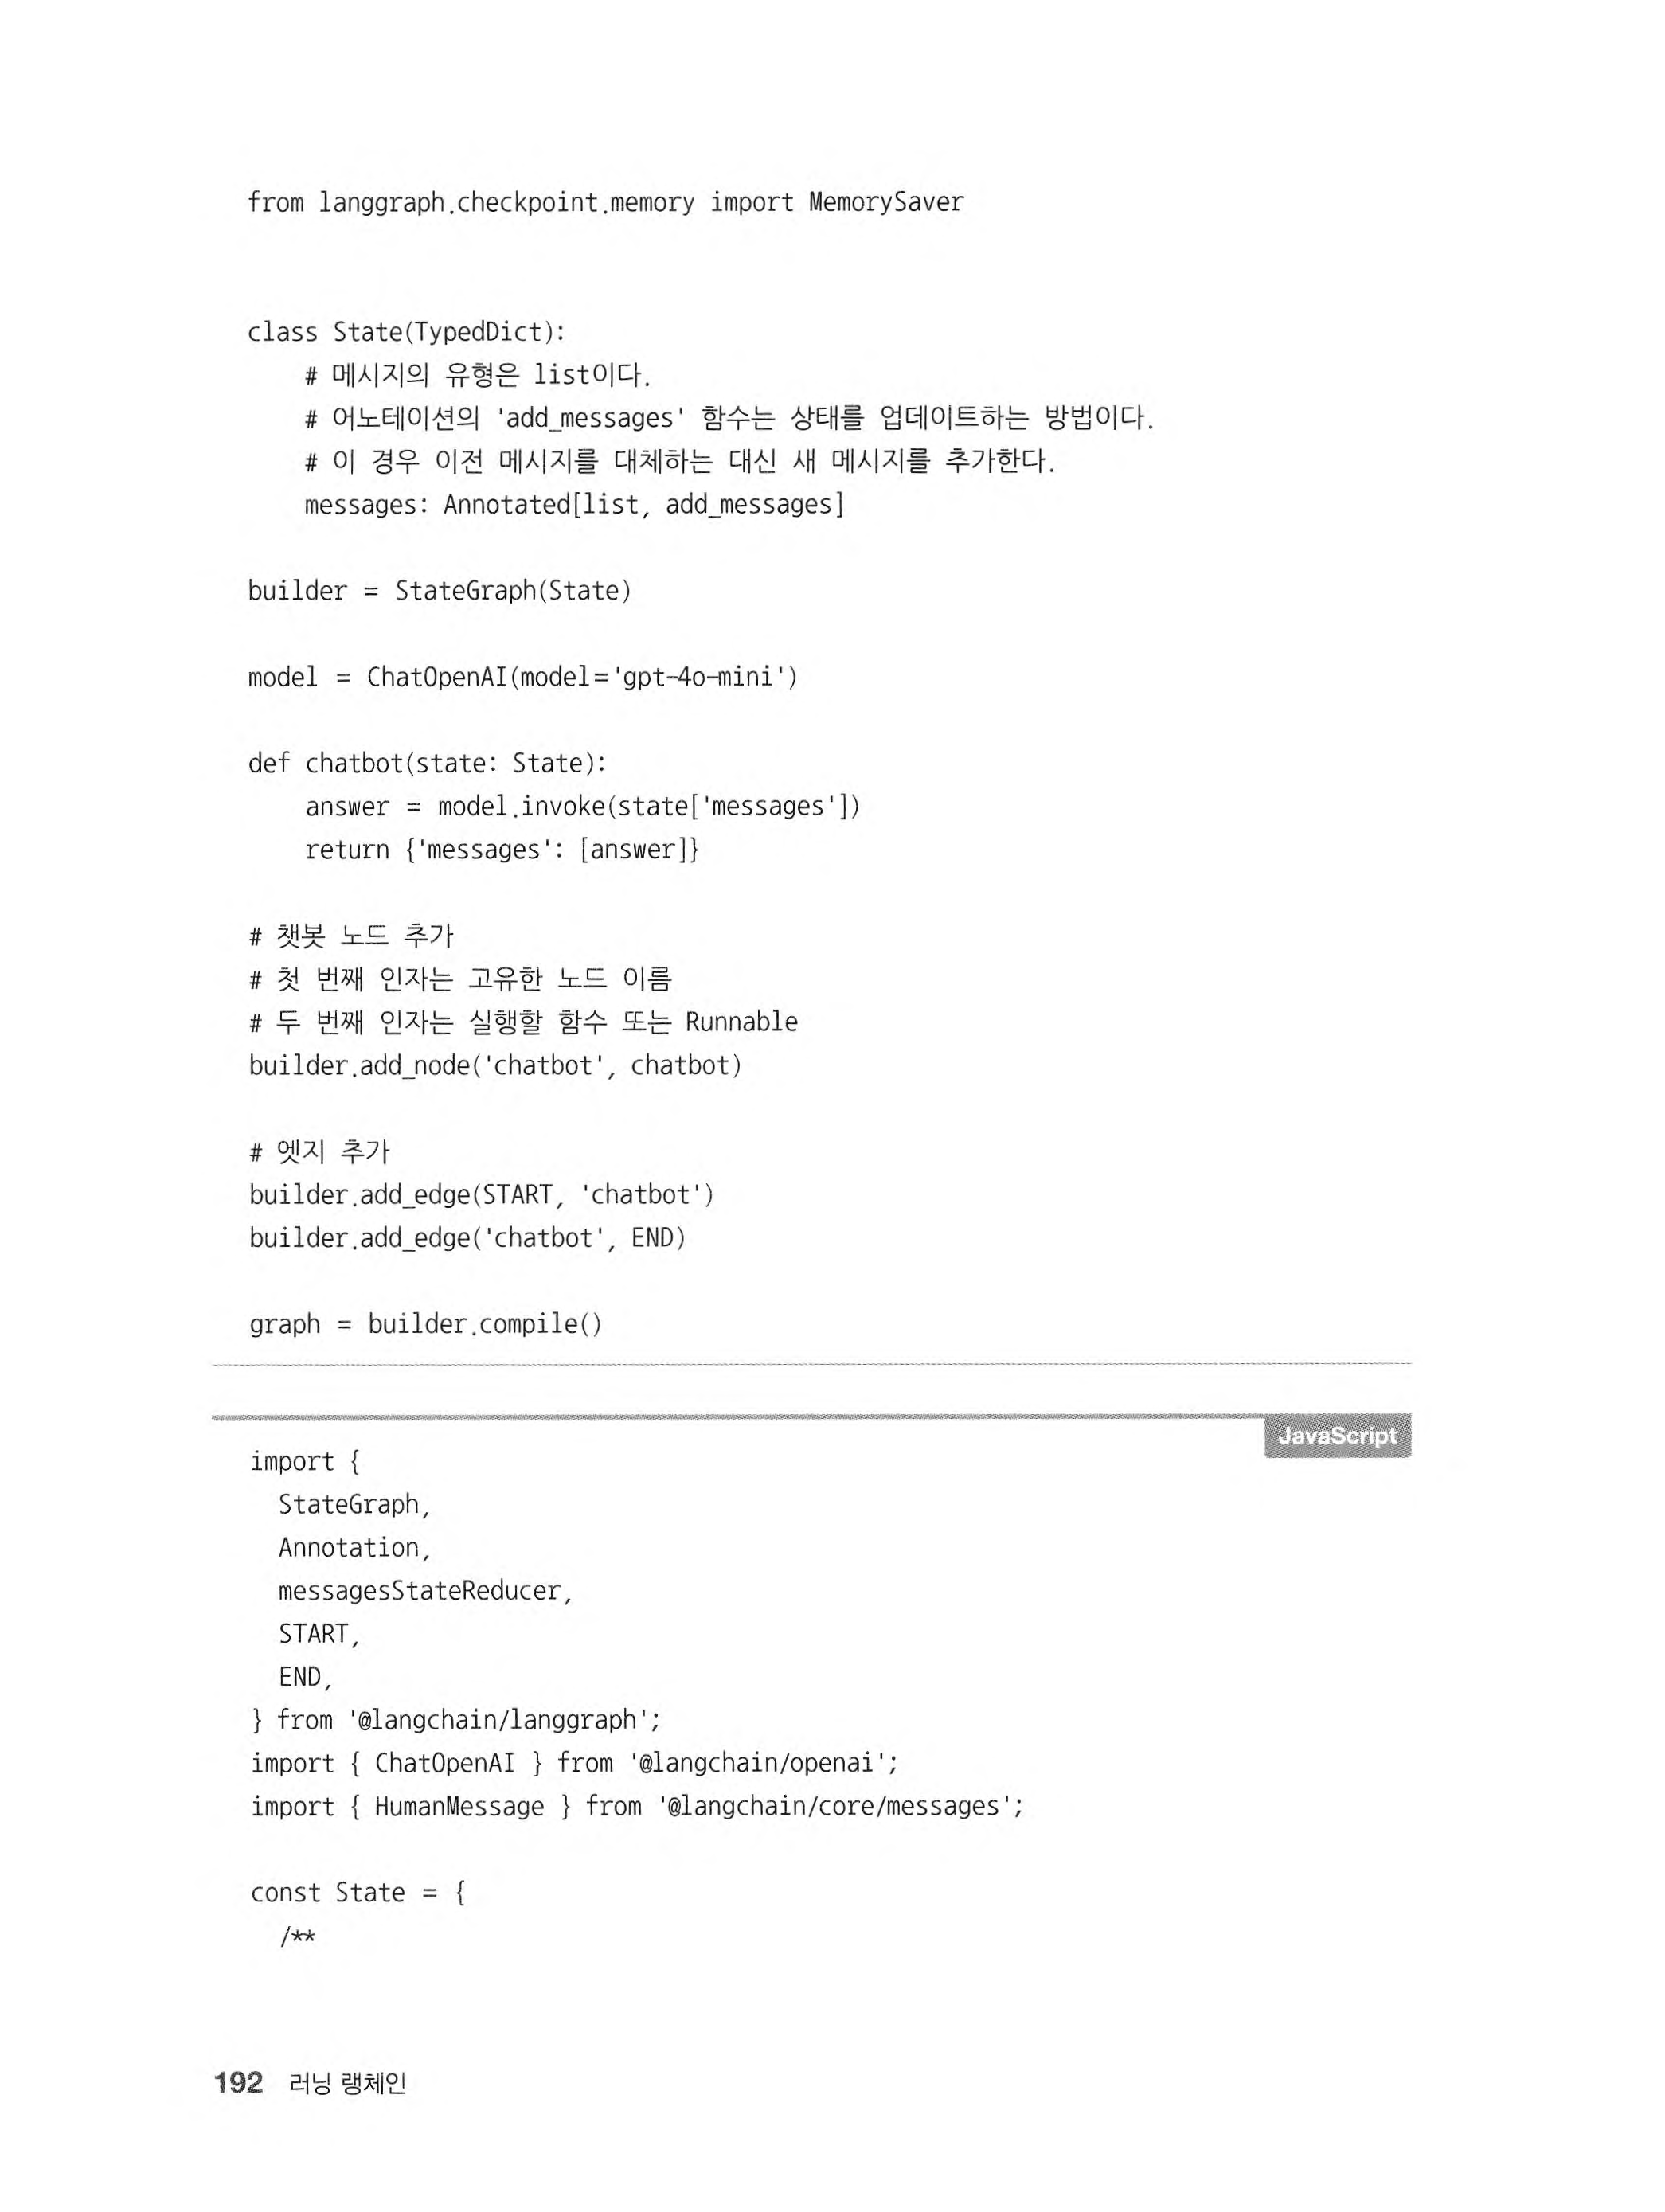 from langgraph.checkpoint.memory import MemorySaver
class State(TypedDict):
    # 메시지의 유형은 list이다.
    # 어노테이션의 'add_messages' 함수는 상태를 업데이트하는 방법이다.
    # 이 경우 이전 메시지를 대체하는 대신 새 메시지를 추가한다.
    messages: Annotated[list, add_messages]
builder = StateGraph(State)
model = ChatOpenAI(model='gpt-4o-mini')
def chatbot(state: State):
    answer = model.invoke(state['messages'])
    return {'messages': [answer]}
# 챗봇 노드 추가
# 첫 번째 인자는 고유한 노드 이름
# 두 번째 인자는 실행할 함수 또는 Runnable
builder.add_node('chatbot', chatbot)
# 엣지 추가
builder.add_edge(START, 'chatbot')
builder.add_edge('chatbot', END)
graph = builder.compile()
JavaScript
import {
  StateGraph,
  Annotation,
  messagesStateReducer,
  START,
  END,
} from '@langchain/langgraph';
import { ChatOpenAI } from '@langchain/openai';
import { HumanMessage } from '@langchain/core/messages';
const State = {
  /**
192 러닝 랭체인